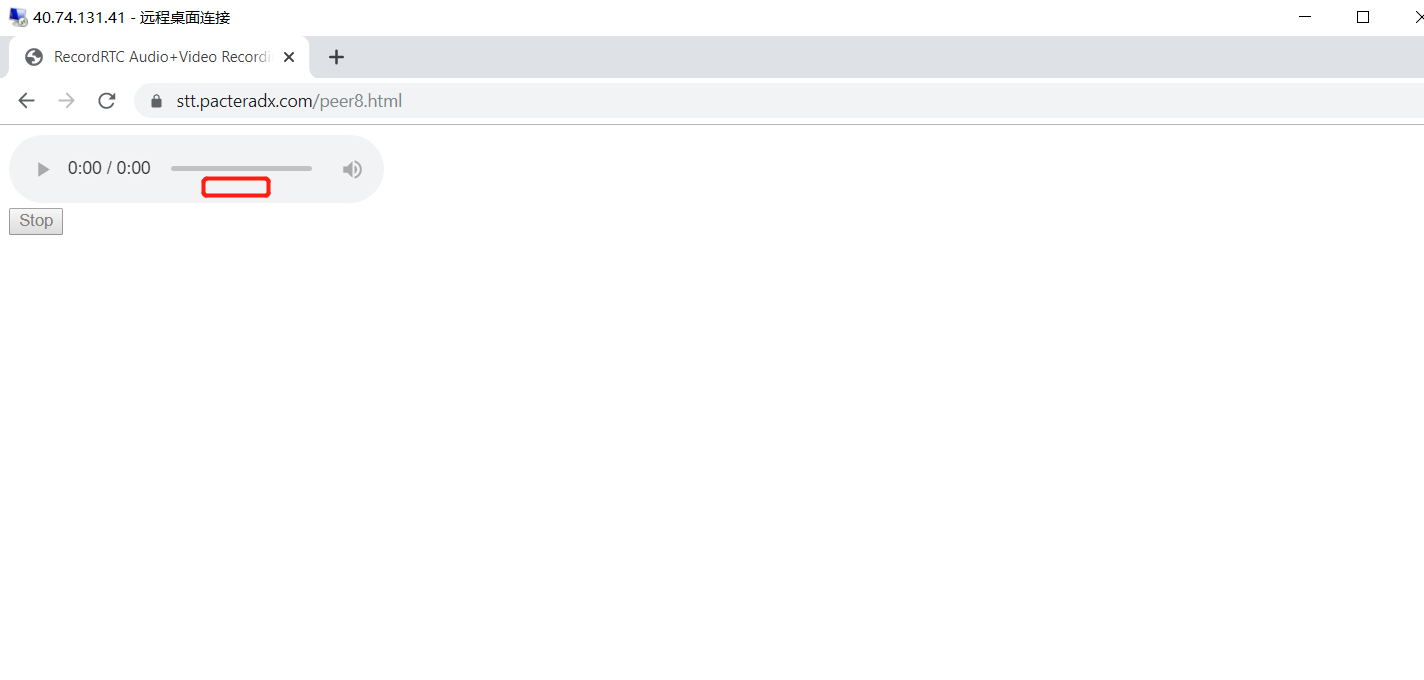 40.74.131.41 - 远程桌面连接
RecordRTC Audio+Video Recordi
stt.pacteradx.com/peer8.html
0:00 / 0:00
Stop